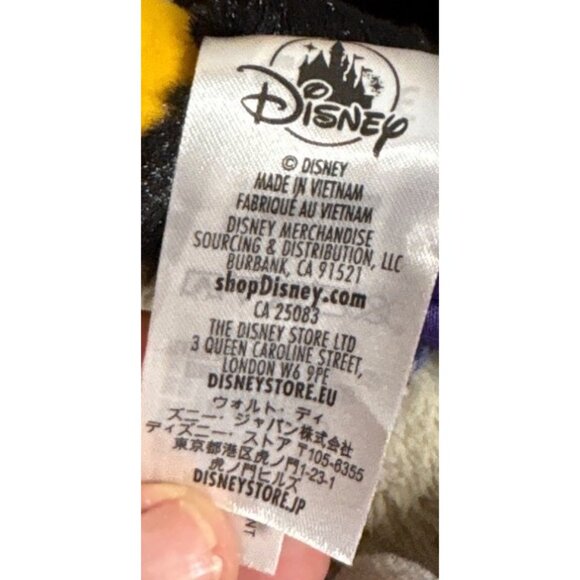 Disney
© DISNEY
MADE IN VIETNAM
FABRIQUÉ AU VIETNAM
DISNEY MERCHANDISE
SOURCING & DISTRIBUTION, LLC
BURBANK, CA 91521
shopDisney.com
CA 25083
THE DISNEY STORE LTD
3 QUEEN CAROLINE STREET,
LONDON W6 9PE
DISNEYSTORE.EU
ウォルト・ディ
ズニー・ジャパン株式会社
ディズニー・ストア 〒105-6355
東京都港区虎ノ門1-23-1
虎ノ門ヒルズ
DISNEYSTORE.JP